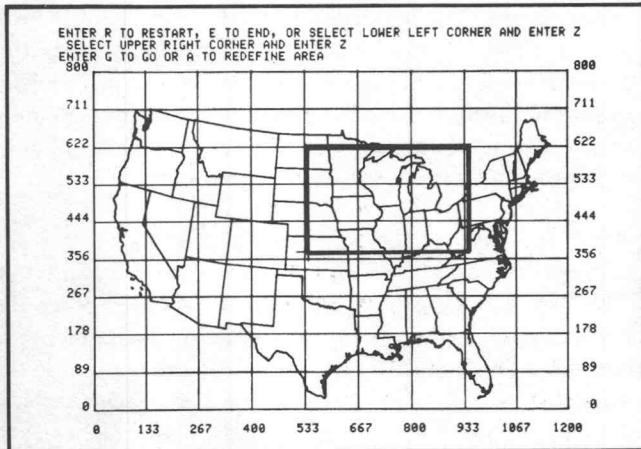 ENTER R TO RESTART, E TO END, OR SELECT LOWER LEFT CORNER AND ENTER Z
SELECT UPPER RIGHT CORNER AND ENTER Z
ENTER G TO GO OR A TO REDEFINE AREA
800 800
711 711
622 622
533 533
444 444
356 356
267 267
178 178
89 89
0 0
0 133 267 400 533 667 800 933 1067 1200